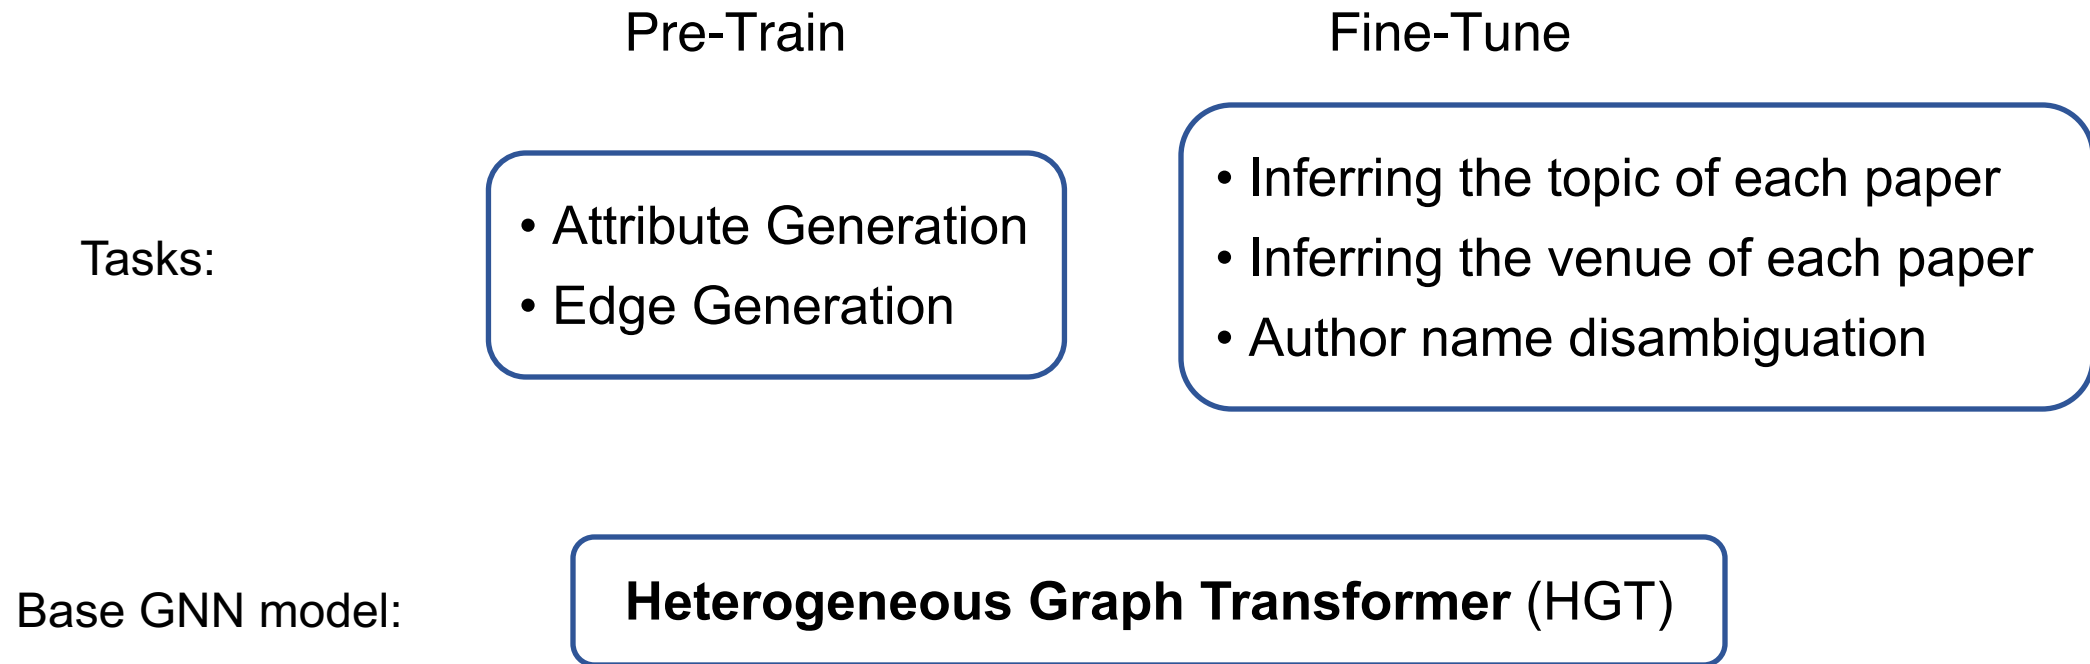 Pre-Train
Fine-Tune
Tasks:
• Attribute Generation
• Edge Generation
• Inferring the topic of each paper
• Inferring the venue of each paper
• Author name disambiguation
Base GNN model:
Heterogeneous Graph Transformer (HGT)